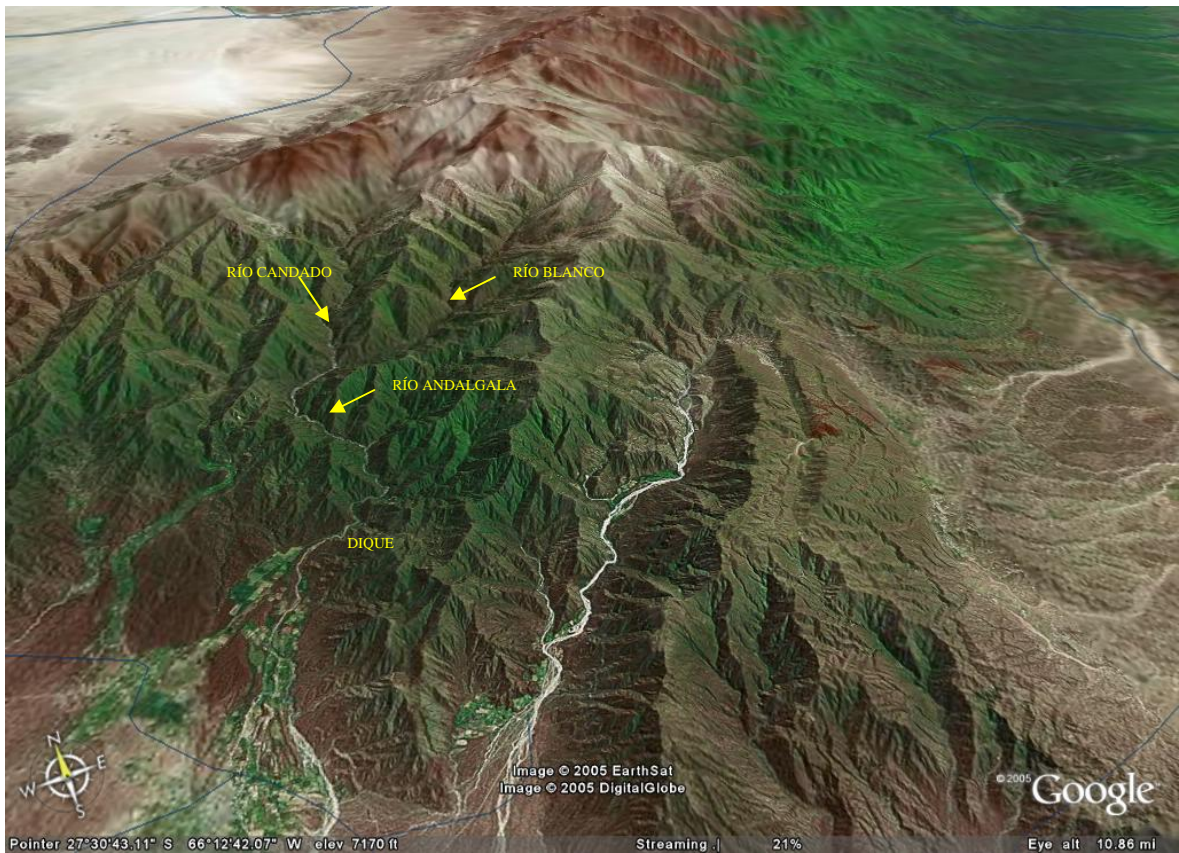 RÍO CANDADO
RÍO BLANCO
RÍO ANDALGALA
DIQUE
N
W E
S
Image © 2005 EarthSat
Image © 2005 DigitalGlobe
© 2005 Google
Pointer 27°30'43.11" S 66°12'42.07" W elev 7170 ft Streaming .| 21% Eye alt 10.86 mi